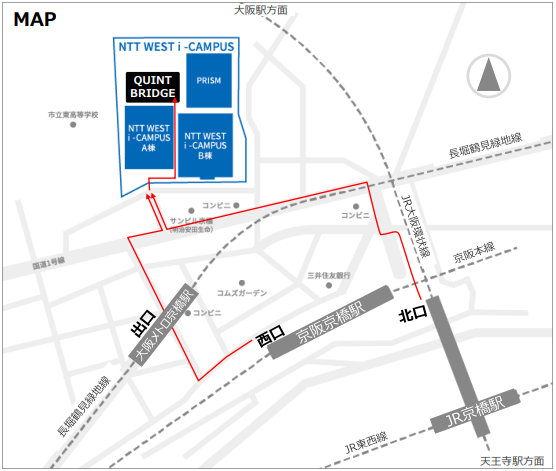 MAP
大阪駅方面
NTT WEST i -CAMPUS
QUINT
BRIDGE
PRISM
市立東高等学校
NTT WEST
i -CAMPUS
A棟
NTT WEST
i -CAMPUS
B棟
長堀鶴見緑地線
コンビニ
サンビル京橋
(明治安田生命)
コンビニ
JR大阪環状線
京阪本線
国道1号線
三井住友銀行
コムズガーデン
コンビニ
出口
大阪メトロ京橋駅
西口
京阪京橋駅
北口
長堀鶴見緑地線
JR京橋駅
JR東西線
天王寺駅方面